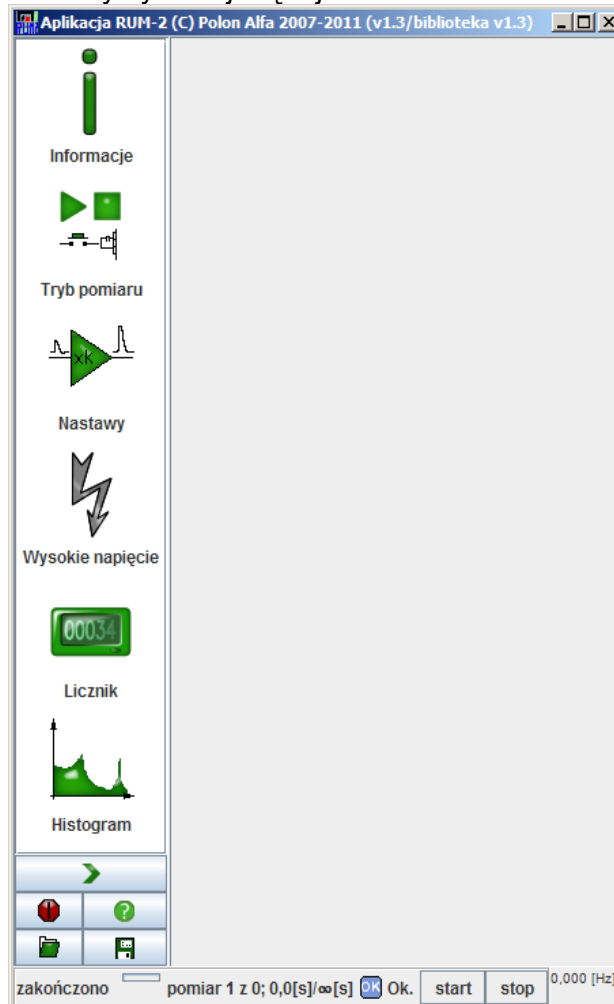 Aplikacja RUM-2 (C) Polon Alfa 2007-2011 (v1.3/biblioteka v1.3)
Informacje
Tryb pomiaru
xk
Nastawy
Wysokie napięcie
00034
Licznik
Histogram
zakończono pomiar 1 z 0; 0,0[s]/∞[s] OK Ok. start stop 0,000 [Hz]